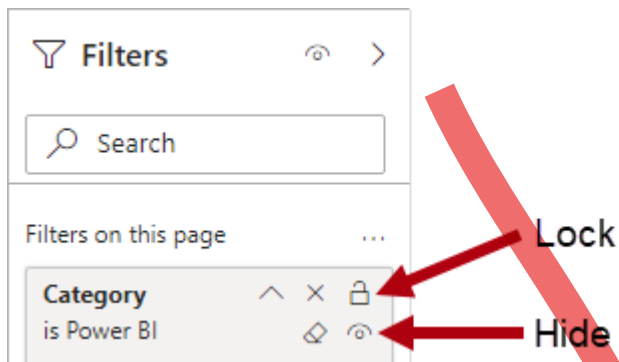 Filters
Search
Filters on this page
...
Category
Lock
is Power BI
Hide